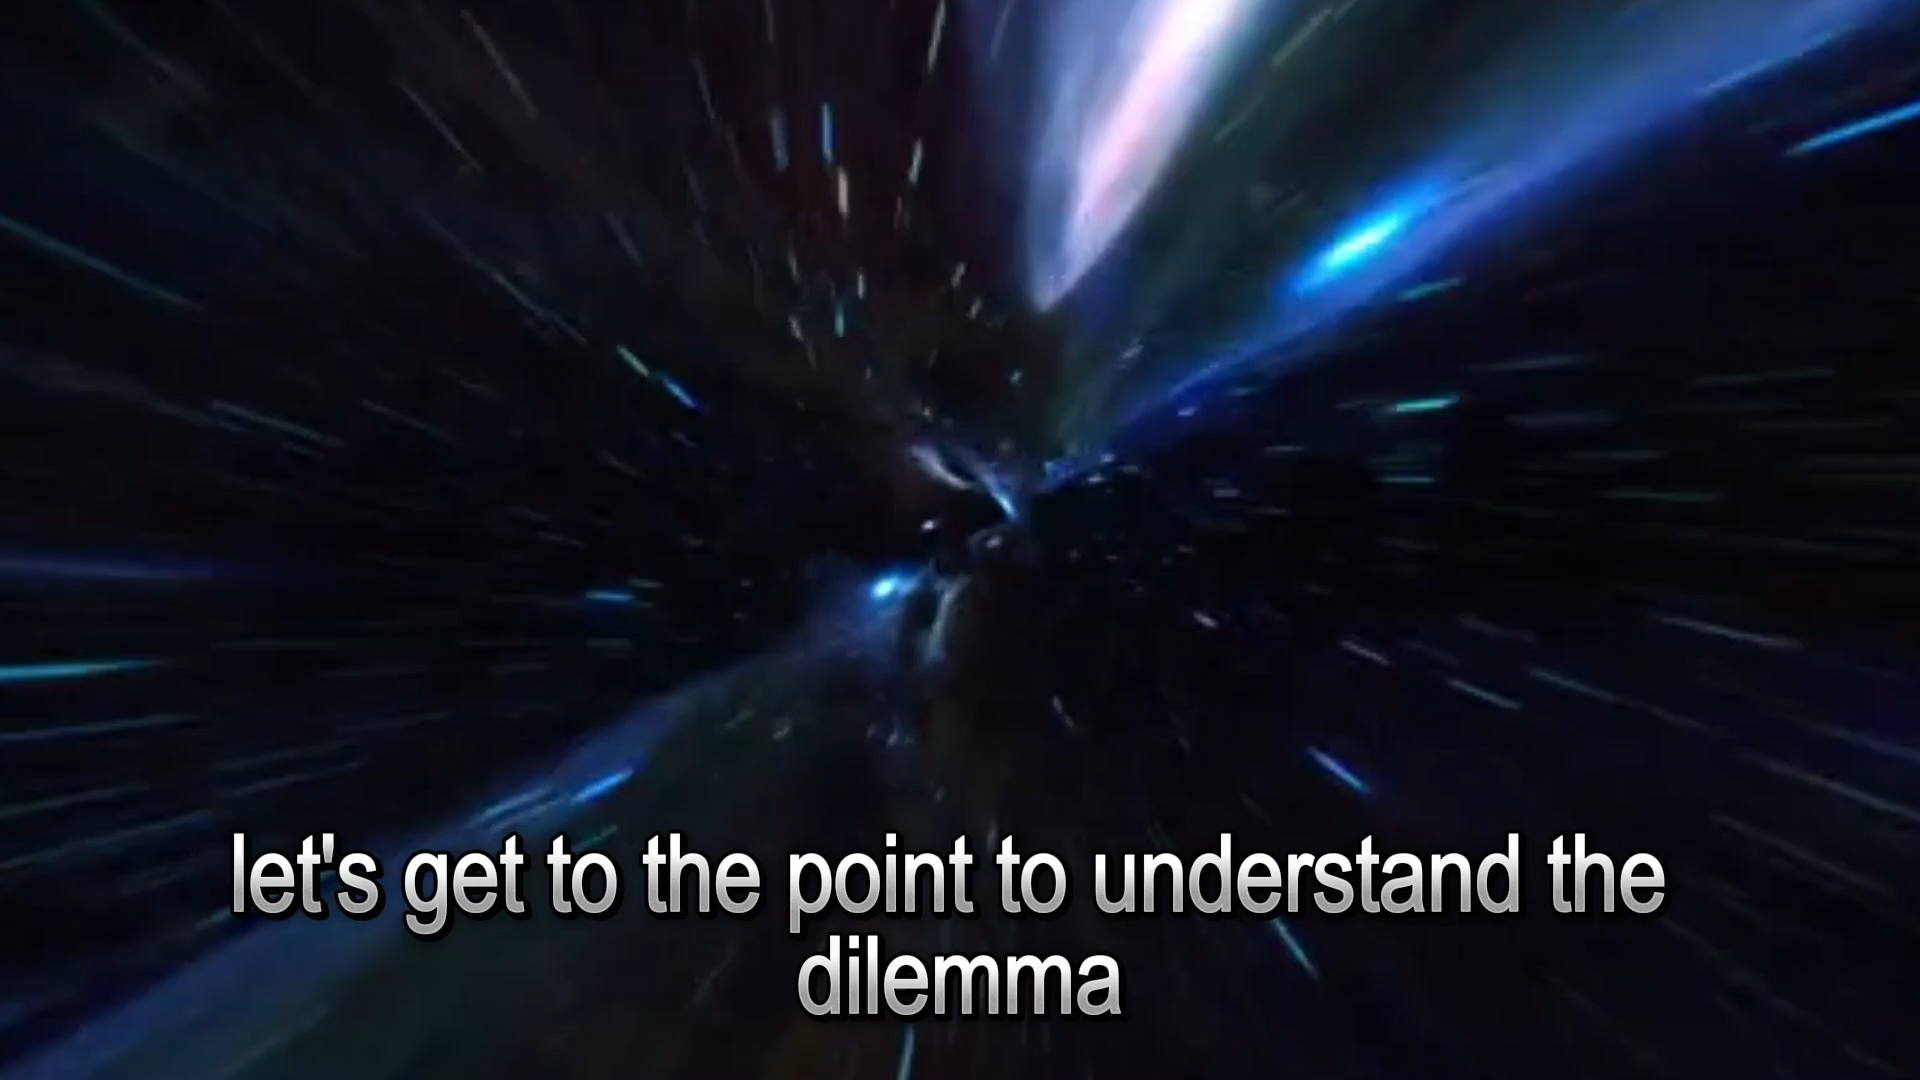 let's get to the point to understand the
dilemma